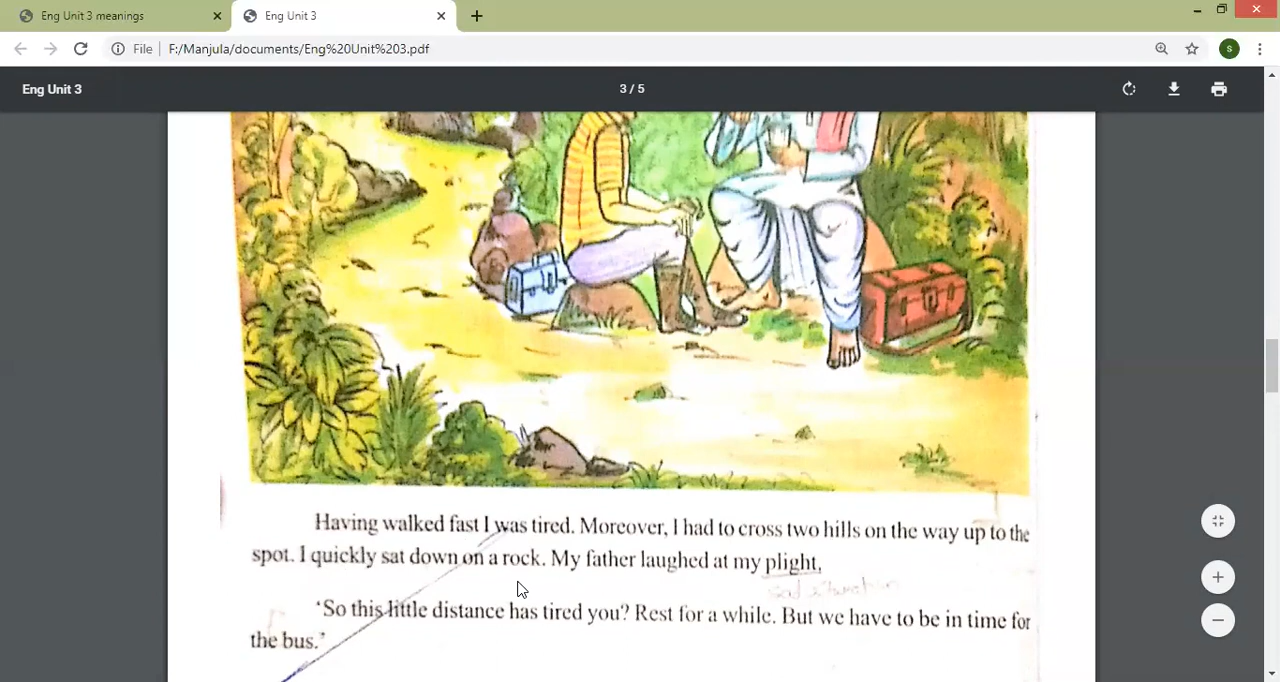 Eng Unit 3 meanings
Eng Unit 3
File F:/Manjula/documents/Eng%20Unit%203.pdf
S
Eng Unit 3
3 / 5
Having walked fast I was tired. Moreover, I had to cross two hills on the way up to the
spot. I quickly sat down on a rock. My father laughed at my plight,
sad situation
'So this little distance has tired you? Rest for a while. But we have to be in time for
the bus.'